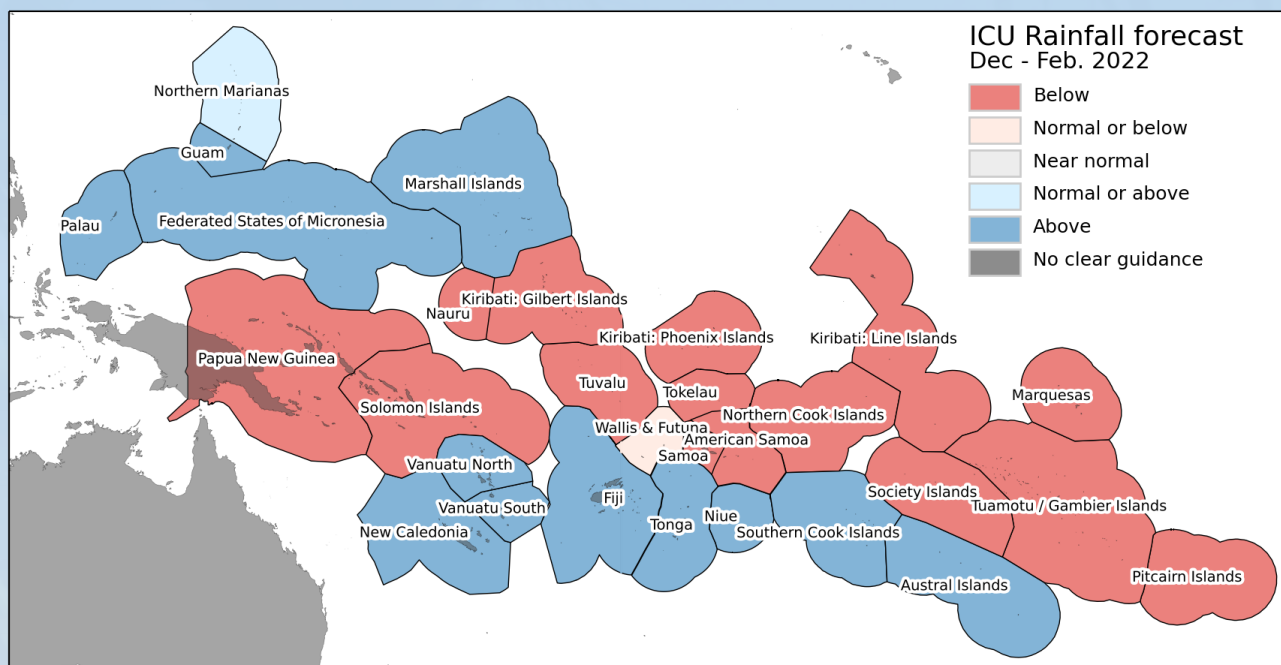 ICU Rainfall forecast
Dec - Feb. 2022
Below
Normal or below
Near normal
Normal or above
Above
No clear guidance
Northern Marianas
Guam
Marshall Islands
Palau
Federated States of Micronesia
Nauru
Kiribati: Gilbert Islands
Kiribati: Phoenix Islands
Kiribati: Line Islands
Papua New Guinea
Tuvalu
Tokelau
Marquesas
Solomon Islands
Northern Cook Islands
Wallis & Futuna
American Samoa
Samoa
Vanuatu North
Fiji
Society Islands
Vanuatu South
Tuamotu / Gambier Islands
Niue
Tonga
New Caledonia
Southern Cook Islands
Pitcairn Islands
Austral Islands